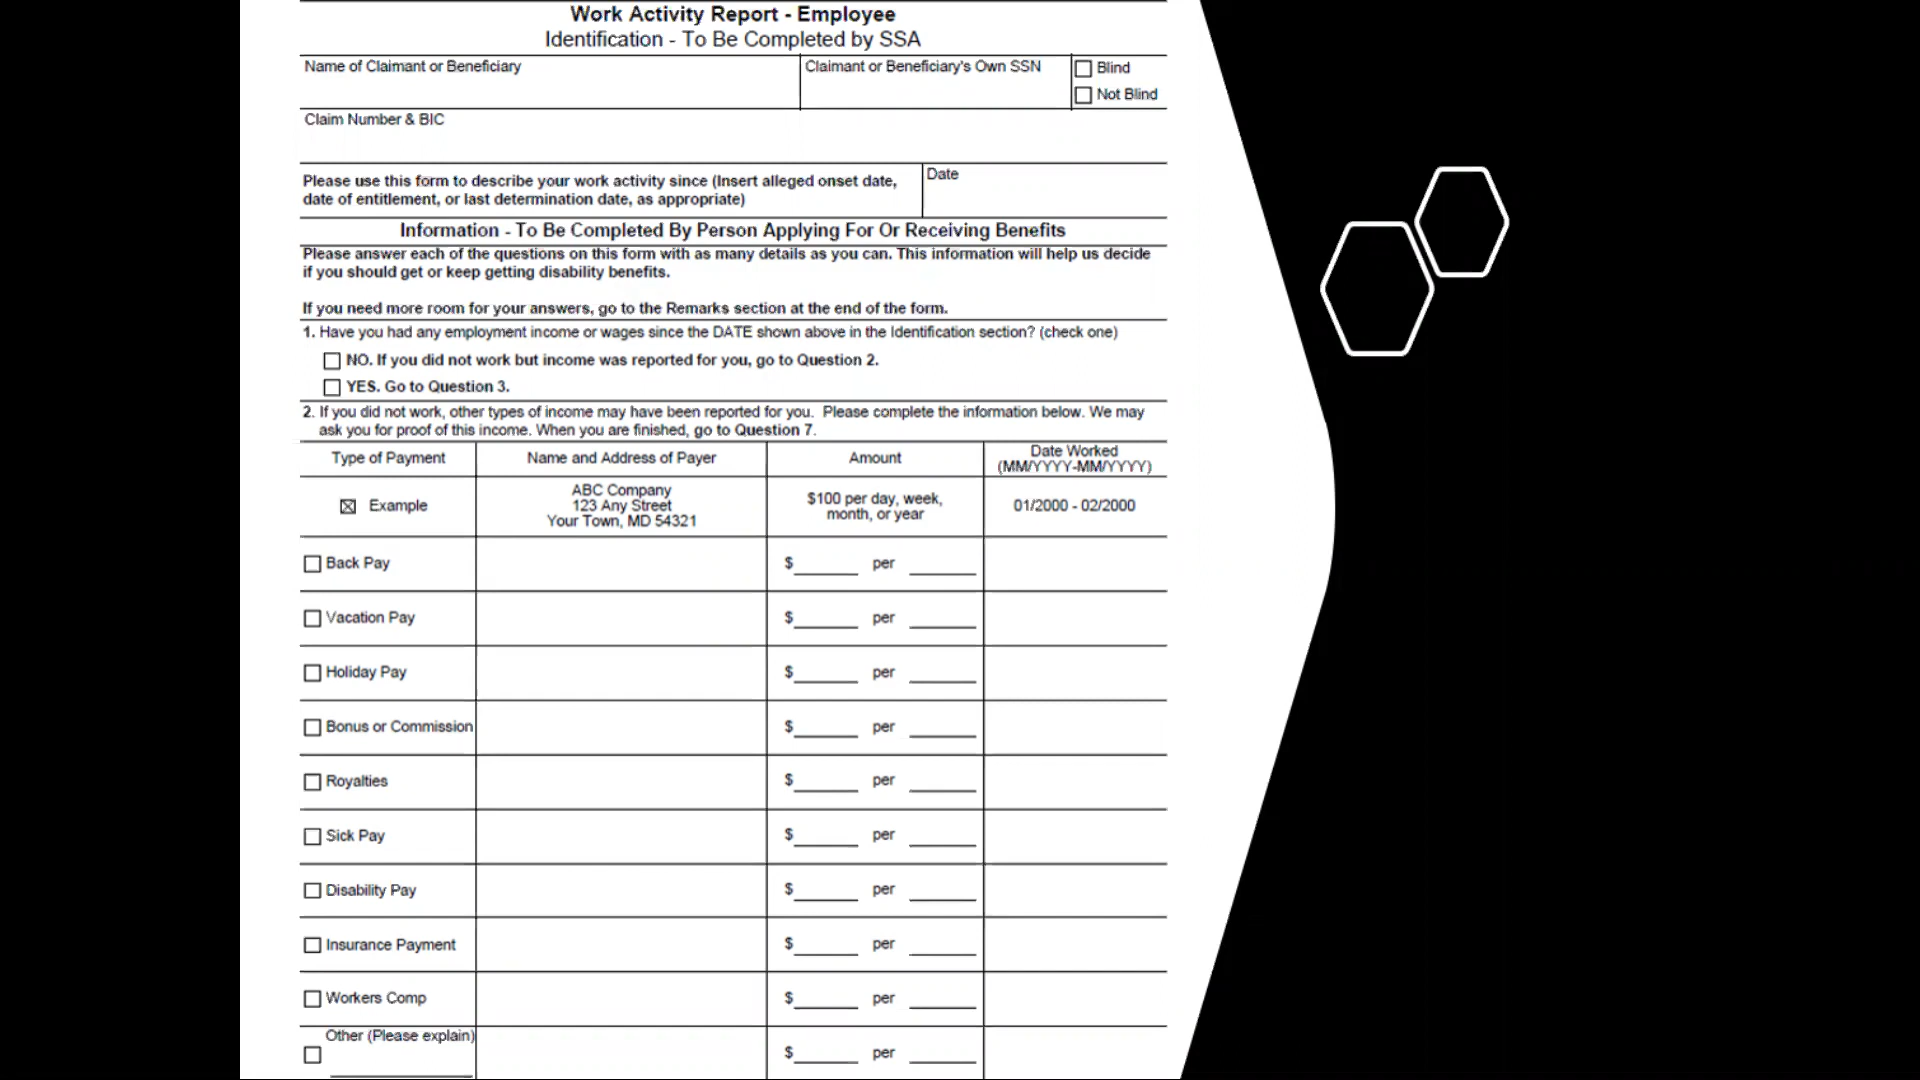 Work Activity Report - Employee
Identification - To Be Completed by SSA
Name of Claimant or Beneficiary
Claimant or Beneficiary's Own SSN
Blind
Not Blind
Claim Number & BIC
Please use this form to describe your work activity since (Insert alleged onset date,
date of entitlement, or last determination date, as appropriate)
Date
Information - To Be Completed By Person Applying For Or Receiving Benefits
Please answer each of the questions on this form with as many details as you can. This information will help us decide
if you should get or keep getting disability benefits.
If you need more room for your answers, go to the Remarks section at the end of the form.
1. Have you had any employment income or wages since the DATE shown above in the Identification section? (check one)
NO. If you did not work but income was reported for you, go to Question 2.
YES. Go to Question 3.
2. If you did not work, other types of income may have been reported for you. Please complete the information below. We may
ask you for proof of this income. When you are finished, go to Question 7.
Type of Payment
Name and Address of Payer
Amount
Date Worked
(MM/YYYY-MM/YYYY)
Example
ABC Company
123 Any Street
Your Town, MD 54321
$100 per day, week,
month, or year
01/2000 - 02/2000
Back Pay
$ per
Vacation Pay
$ per
Holiday Pay
$ per
Bonus or Commission
$ per
Royalties
$ per
Sick Pay
$ per
Disability Pay
$ per
Insurance Payment
$ per
Workers Comp
$ per
Other (Please explain)
$ per